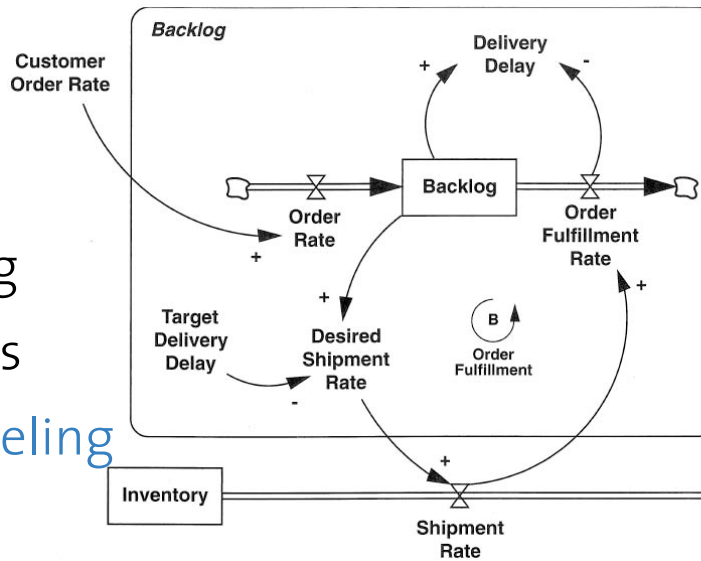 Backlog
Customer
Order Rate
Delivery
Delay
+
-
Backlog
Order
Rate
+
Order
Fulfillment
Rate
+
+
Target
Delivery
Delay
-
Desired
Shipment
Rate
B
Order
Fulfillment
g
s
eling
+
Inventory
Shipment
Rate